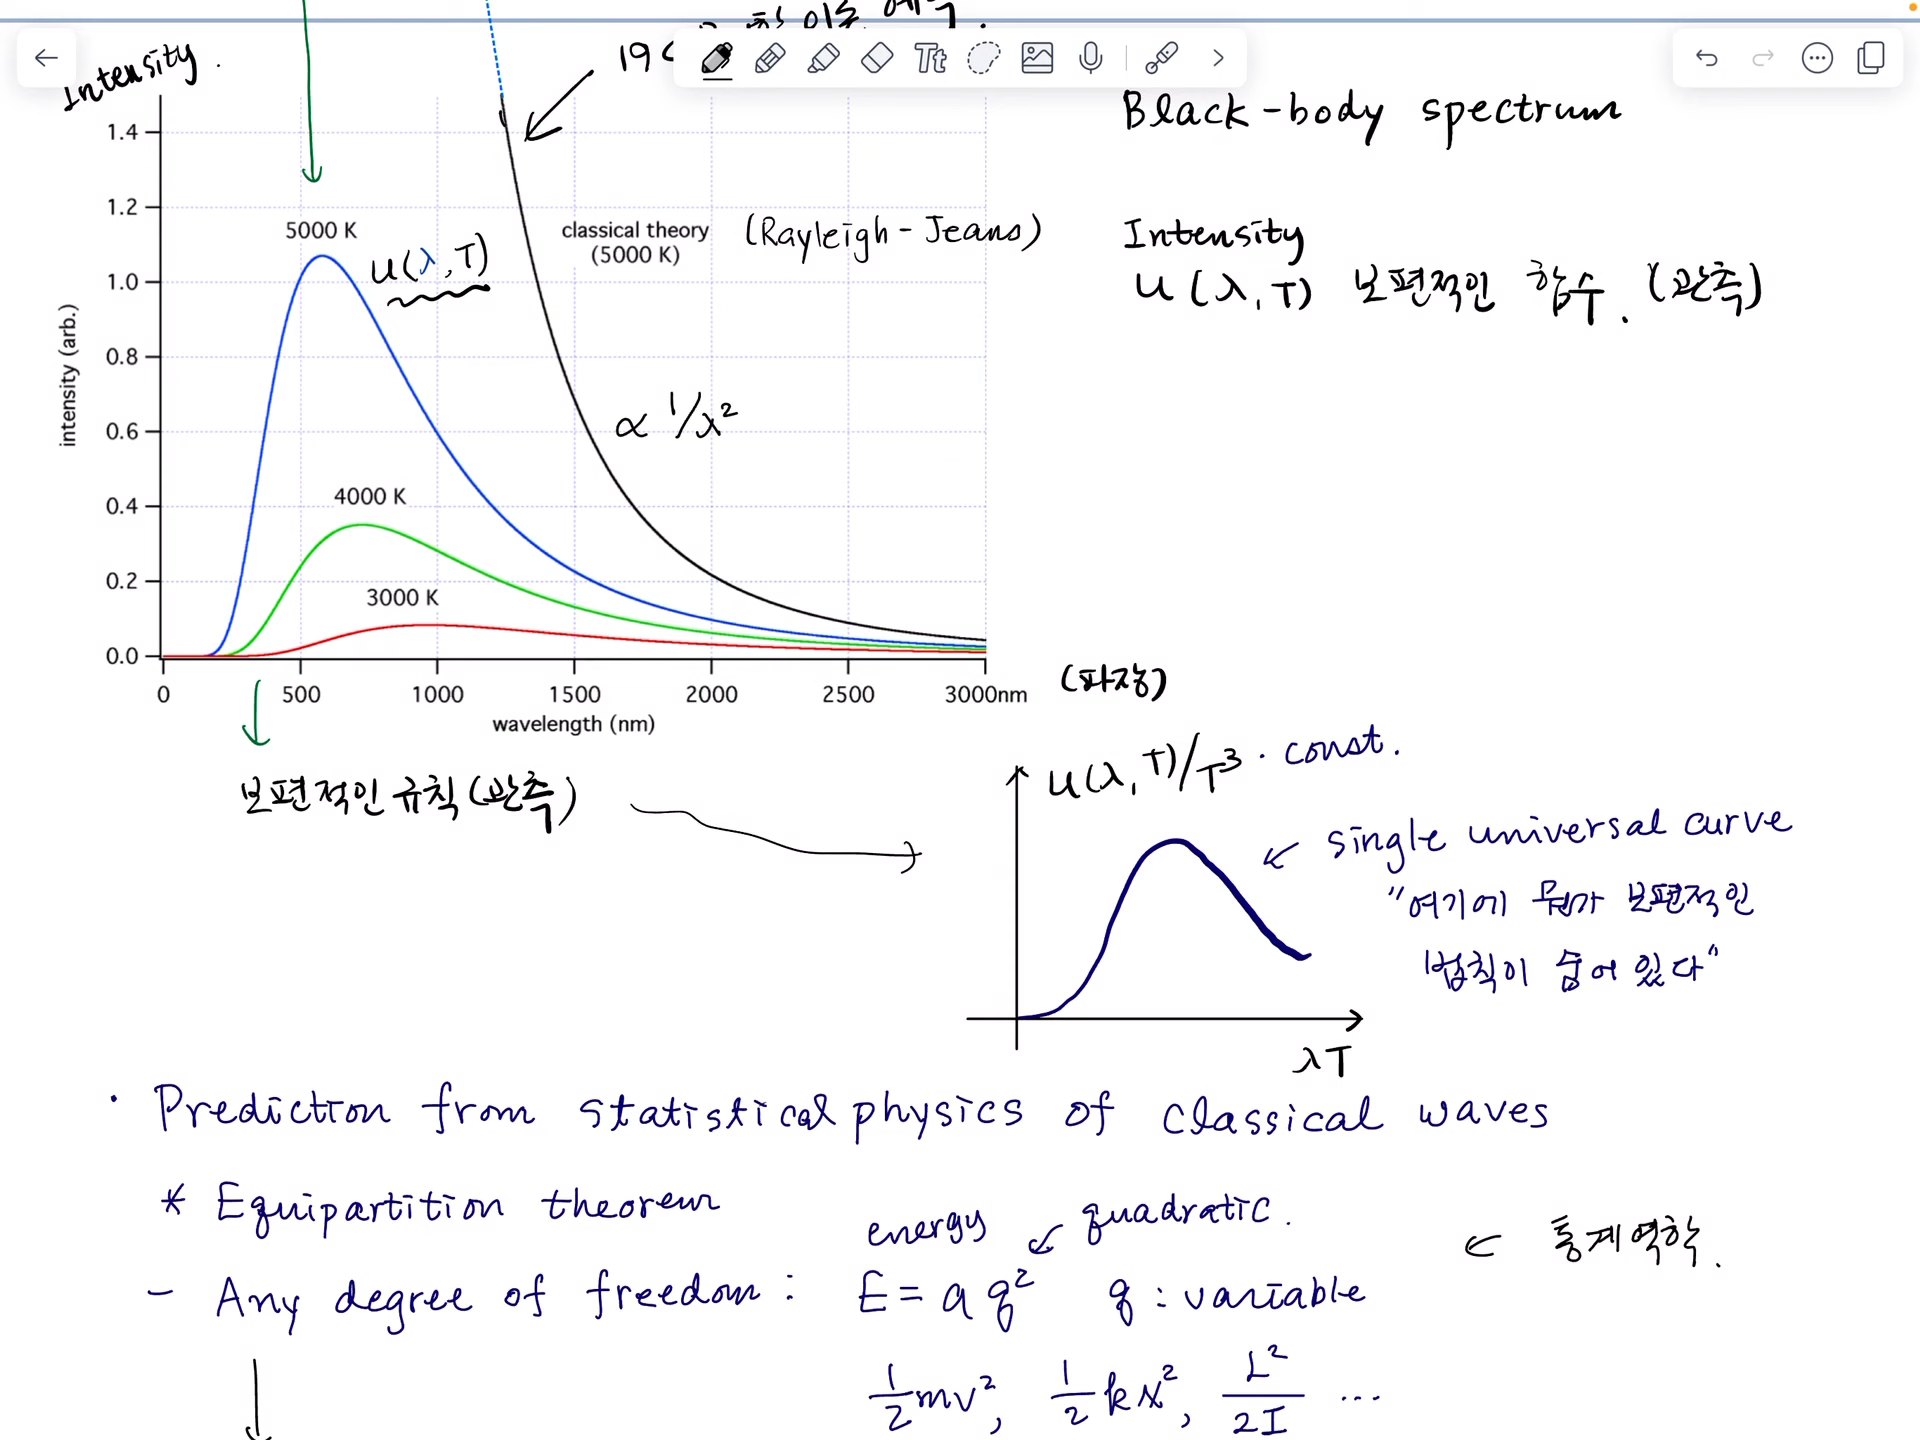 Intensity.
Black-body spectrum
1.4
1.2
1.0
0.8
0.6
0.4
0.2
0.0
intensity (arb.)
5000 K
u(λ,T)
classical theory
(5000 K)
(Rayleigh-Jeans)
∝ 1/λ²
4000 K
3000 K
0 500 1000 1500 2000 2500 3000nm
wavelength (nm)
(파장)
Intensity
u(λ,T) 보편적인 함수. (관측)
보편적인 규칙(관측)
u(λ,T)/T³ · const.
← single universal curve
"여기에 뭔가 보편적인
법칙이 숨어 있다"
λT
· Prediction from statistical physics of classical waves
* Equipartition theorem
energy ↙ quadratic.
← 통계역학.
- Any degree of freedom : E = a q² q : variable
½mv², ½kx², L²/2I ...